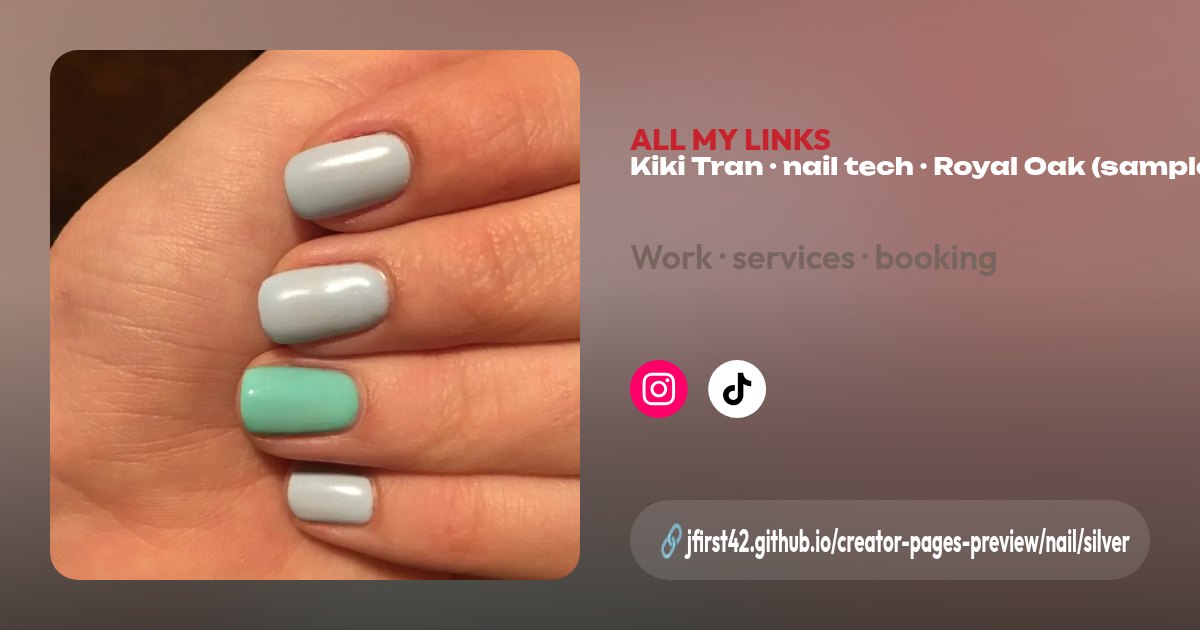 ALL MY LINKS
Kiki Tran · nail tech · Royal Oak (sample
Work · services · booking
jfirst42.github.io/creator-pages-preview/nail/silver